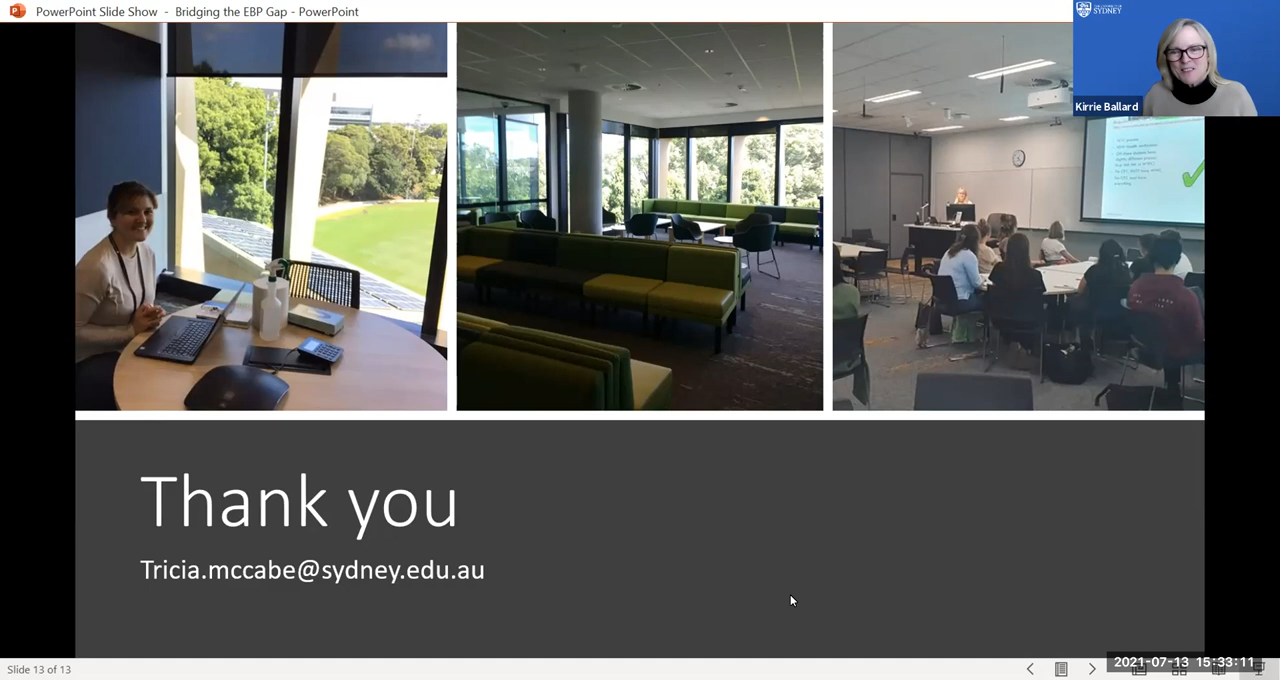 PowerPoint Slide Show - Bridging the EBP Gap - PowerPoint
SYDNEY
Kirrie Ballard
Thank you
Tricia.mccabe@sydney.edu.au
Slide 13 of 13
2021-07-13 15:33:11